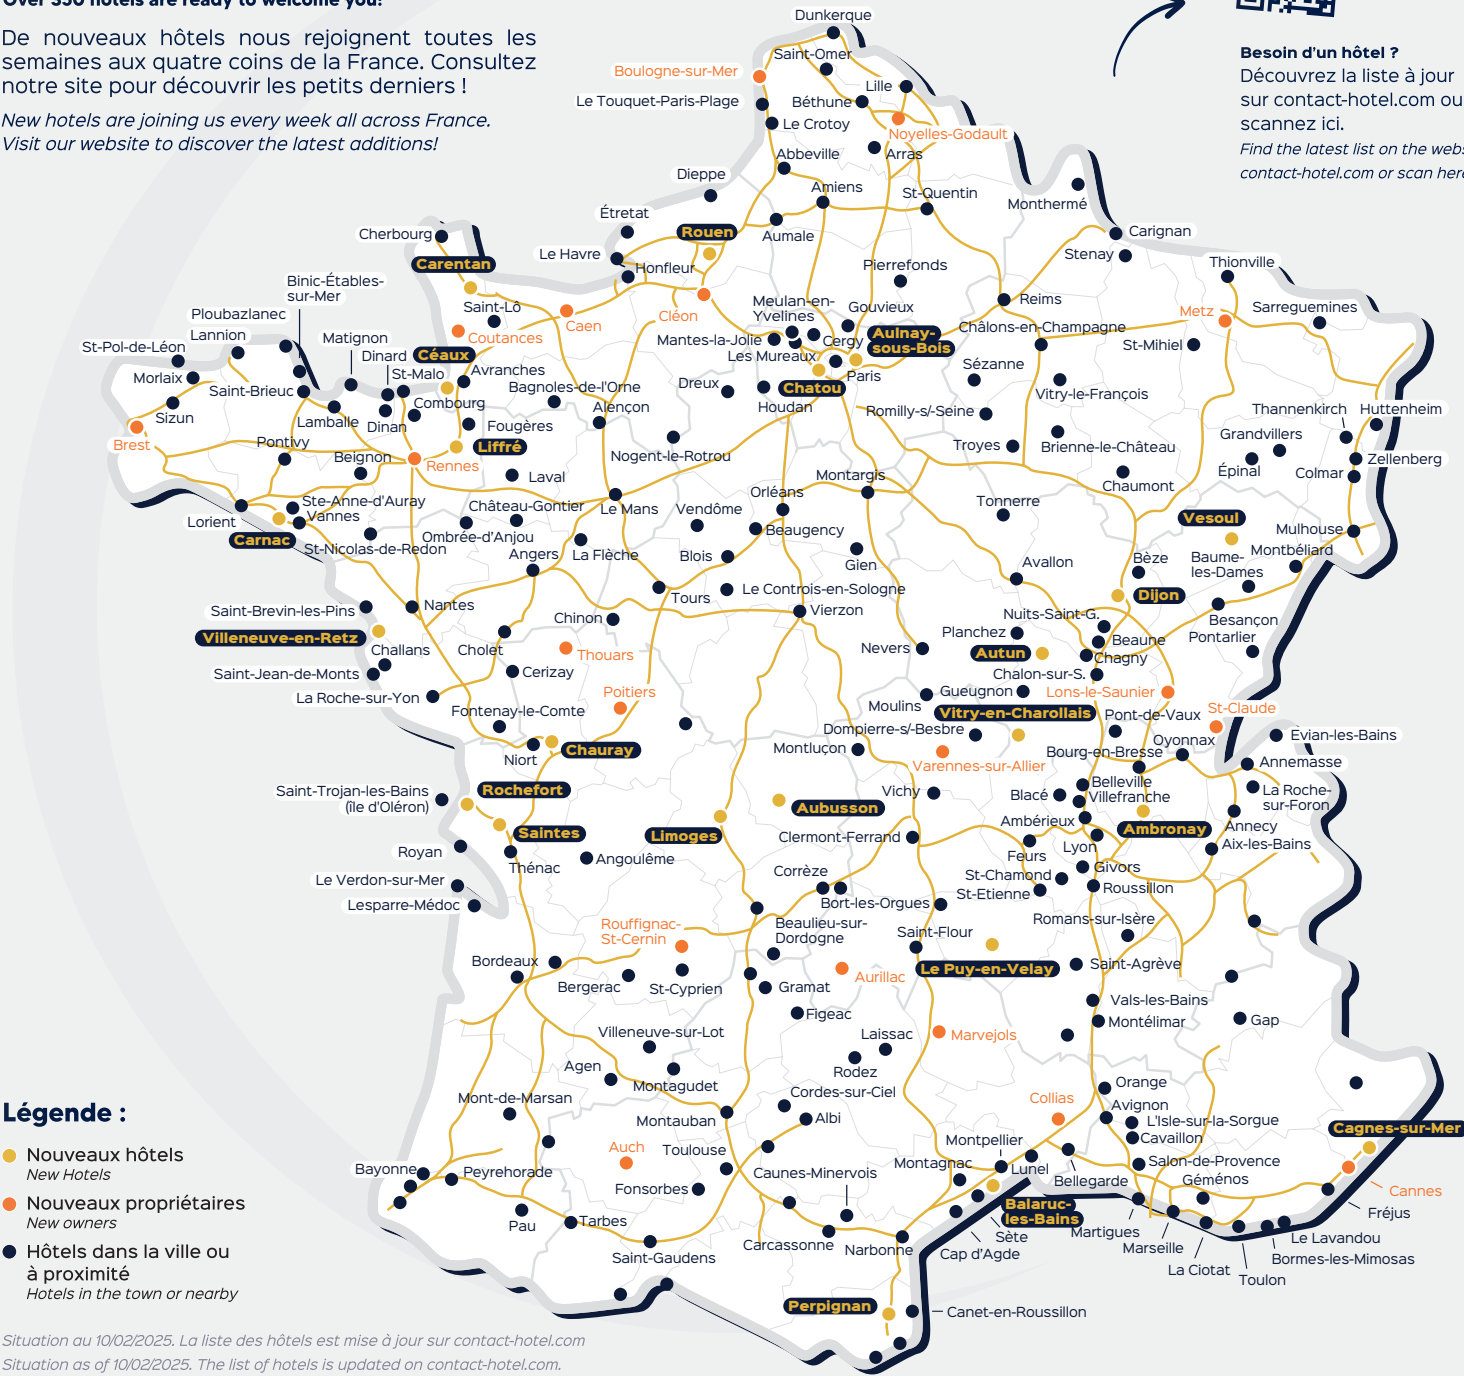 Over 350 hotels are ready to welcome you!
De nouveaux hôtels nous rejoignent toutes les
semaines aux quatre coins de la France. Consultez
notre site pour découvrir les petits derniers !
New hotels are joining us every week all across France.
Visit our website to discover the latest additions!
Besoin d'un hôtel ?
Découvrez la liste à jour
sur contact-hotel.com ou
scannez ici.
Find the latest list on the
contact-hotel.com or scan here
Dunkerque
Saint-Omer
Boulogne-sur-Mer
Lille
Le Touquet-Paris-Plage
Béthune
Le Crotoy
Noyelles-Godault
Abbeville
Arras
Dieppe
Amiens
St-Quentin
Monthermé
Étretat
Rouen
Aumale
Carignan
Cherbourg
Le Havre
Stenay
Carentan
Honfleur
Pierrefonds
Thionville
Binic-Étables-
sur-Mer
Saint-Lô
Meulan-en-
Yvelines
Gouvieux
Reims
Metz
Sarreguemines
Ploubazlanec
Caen
Cléon
Châlons-en-Champagne
Lannion
Matignon
Coutances
Mantes-la-Jolie
Cergy
Aulnay-
sous-Bois
St-Mihiel
St-Pol-de-Léon
Dinard
Céaux
Les Mureaux
Sézanne
Morlaix
St-Malo
Avranches
Paris
Saint-Brieuc
Bagnoles-de-l'Orne
Dreux
Chatou
Vitry-le-François
Sizun
Combourg
Alençon
Houdan
Romilly-s/-Seine
Thannenkirch
Huttenheim
Lamballe
Dinan
Fougères
Brest
Pontivy
Liffré
Troyes
Brienne-le-Château
Grandvillers
Beignon
Rennes
Nogent-le-Rotrou
Zellenberg
Laval
Montargis
Épinal
Colmar
Chaumont
Ste-Anne-d'Auray
Château-Gontier
Le Mans
Orléans
Vendôme
Tonnerre
Vesoul
Lorient
Vannes
Beaugency
Mulhouse
Carnac
St-Nicolas-de-Redon
Ombrée-d'Anjou
La Flèche
Blois
Gien
Montbéliard
Angers
Avallon
Bèze
Baume-
les-Dames
Tours
Le Controis-en-Sologne
Dijon
Saint-Brevin-les-Pins
Nantes
Chinon
Vierzon
Nuits-Saint-G.
Besançon
Villeneuve-en-Retz
Planchez
Beaune
Pontarlier
Challans
Cholet
Thouars
Nevers
Autun
Chagny
Saint-Jean-de-Monts
Cerizay
Chalon-sur-S.
La Roche-sur-Yon
Poitiers
Gueugnon
Lons-le-Saunier
Moulins
Fontenay-le-Comte
Vitry-en-Charollais
Pont-de-Vaux
St-Claude
Dompierre-s/-Besbre
Evian-les-Bains
Chauray
Montluçon
Bourg-en-Bresse
Oyonnax
Niort
Varennes-sur-Allier
Annemasse
Belleville
Saint-Trojan-les-Bains
(île d'Oléron)
Rochefort
Vichy
Blacé
Villefranche
La Roche-
sur-Foron
Aubusson
Ambérieux
Saintes
Limoges
Clermont-Ferrand
Ambronay
Annecy
Royan
Lyon
Aix-les-Bains
Thénac
Angoulême
Feurs
Givors
Le Verdon-sur-Mer
Corrèze
St-Chamond
Roussillon
Lesparre-Médoc
Bort-les-Orgues
St-Etienne
Rouffignac-
St-Cernin
Beaulieu-sur-
Dordogne
Romans-sur-Isère
Saint-Flour
Bordeaux
Aurillac
Le Puy-en-Velay
Saint-Agrève
Bergerac
St-Cyprien
Gramat
Vals-les-Bains
Figeac
Montélimar
Gap
Villeneuve-sur-Lot
Laissac
Marvejols
Agen
Rodez
Montagudet
Orange
Mont-de-Marsan
Cordes-sur-Ciel
Collias
Avignon
Montauban
Albi
L'Isle-sur-la-Sorgue
Cagnes-sur-Mer
Auch
Toulouse
Montpellier
Cavaillon
Bayonne
Peyrehorade
Caunes-Minervois
Montagnac
Lunel
Salon-de-Provence
Fonsorbes
Bellegarde
Géménos
Cannes
Balaruc-
les-Bains
Fréjus
Pau
Tarbes
Sète
Martigues
Le Lavandou
Saint-Gaudens
Carcassonne
Narbonne
Cap d'Agde
Marseille
Bormes-les-Mimosas
La Ciotat
Toulon
Perpignan
Canet-en-Roussillon
Légende :
Nouveaux hôtels
New Hotels
Nouveaux propriétaires
New owners
Hôtels dans la ville ou
à proximité
Hotels in the town or nearby
Situation au 10/02/2025. La liste des hôtels est mise à jour sur contact-hotel.com
Situation as of 10/02/2025. The list of hotels is updated on contact-hotel.com.